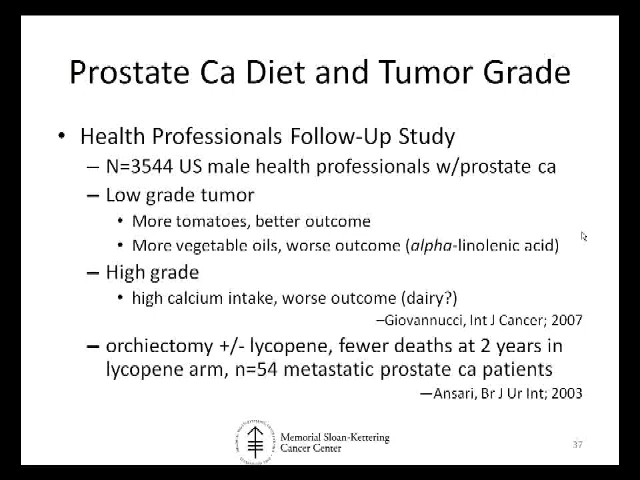 Prostate Ca Diet and Tumor Grade
• Health Professionals Follow-Up Study
– N=3544 US male health professionals w/prostate ca
– Low grade tumor
• More tomatoes, better outcome
• More vegetable oils, worse outcome (alpha-linolenic acid)
– High grade
• high calcium intake, worse outcome (dairy?)
–Giovannucci, Int J Cancer; 2007
– orchiectomy +/- lycopene, fewer deaths at 2 years in
lycopene arm, n=54 metastatic prostate ca patients
—Ansari, Br J Ur Int; 2003
Memorial Sloan-Kettering
Cancer Center
37